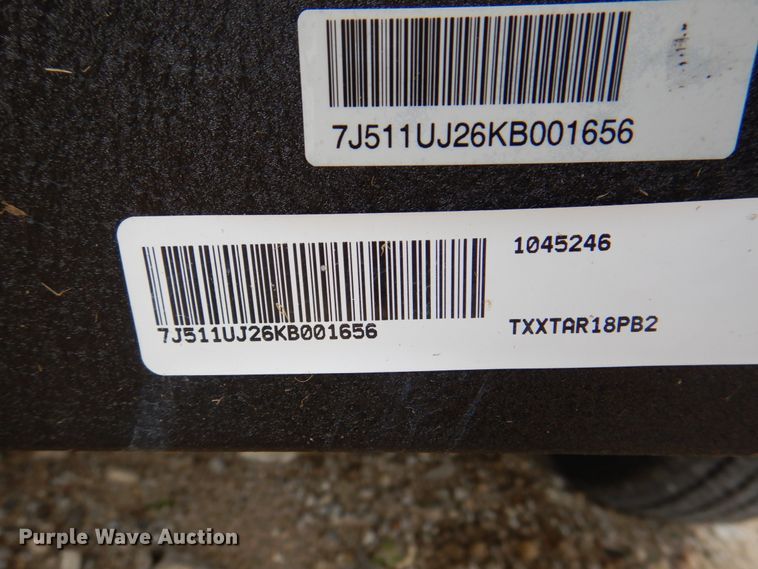 7J511UJ26KB001656
1045246
7J511UJ26KB001656
TXXTAR18PB2
Purple Wave Auction